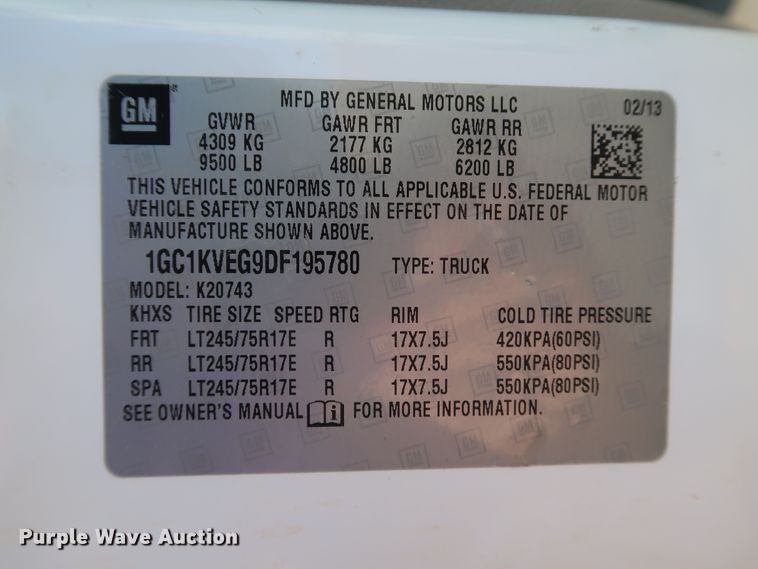 GM
MFD BY GENERAL MOTORS LLC 02/13
GVWR GAWR FRT GAWR RR
4309 KG 2177 KG 2812 KG
9500 LB 4800 LB 6200 LB
THIS VEHICLE CONFORMS TO ALL APPLICABLE U.S. FEDERAL MOTOR
VEHICLE SAFETY STANDARDS IN EFFECT ON THE DATE OF
MANUFACTURE SHOWN ABOVE.
1GC1KVEG9DF195780 TYPE: TRUCK
MODEL: K20743
KHXS TIRE SIZE SPEED RTG RIM COLD TIRE PRESSURE
FRT LT245/75R17E R 17X7.5J 420KPA(60PSI)
RR LT245/75R17E R 17X7.5J 550KPA(80PSI)
SPA LT245/75R17E R 17X7.5J 550KPA(80PSI)
SEE OWNER'S MANUAL i FOR MORE INFORMATION.
Purple Wave Auction